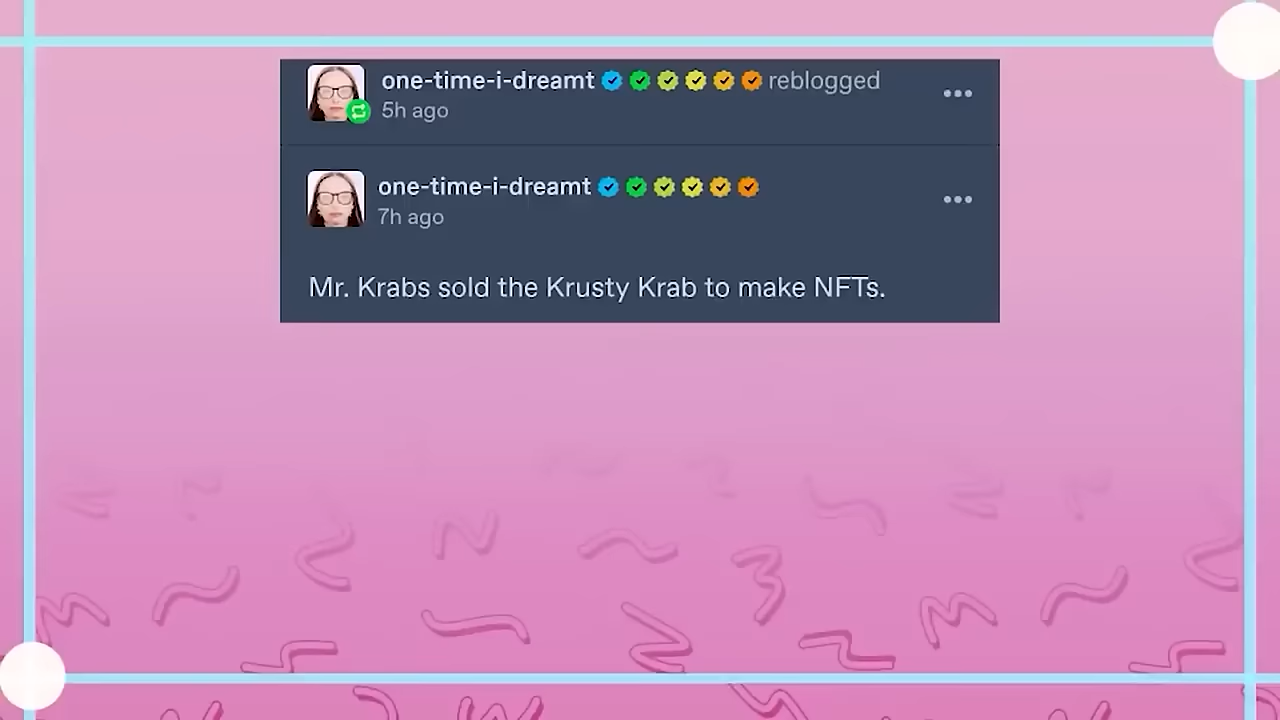 one-time-i-dreamt reblogged
5h ago
one-time-i-dreamt
7h ago
Mr. Krabs sold the Krusty Krab to make NFTs.